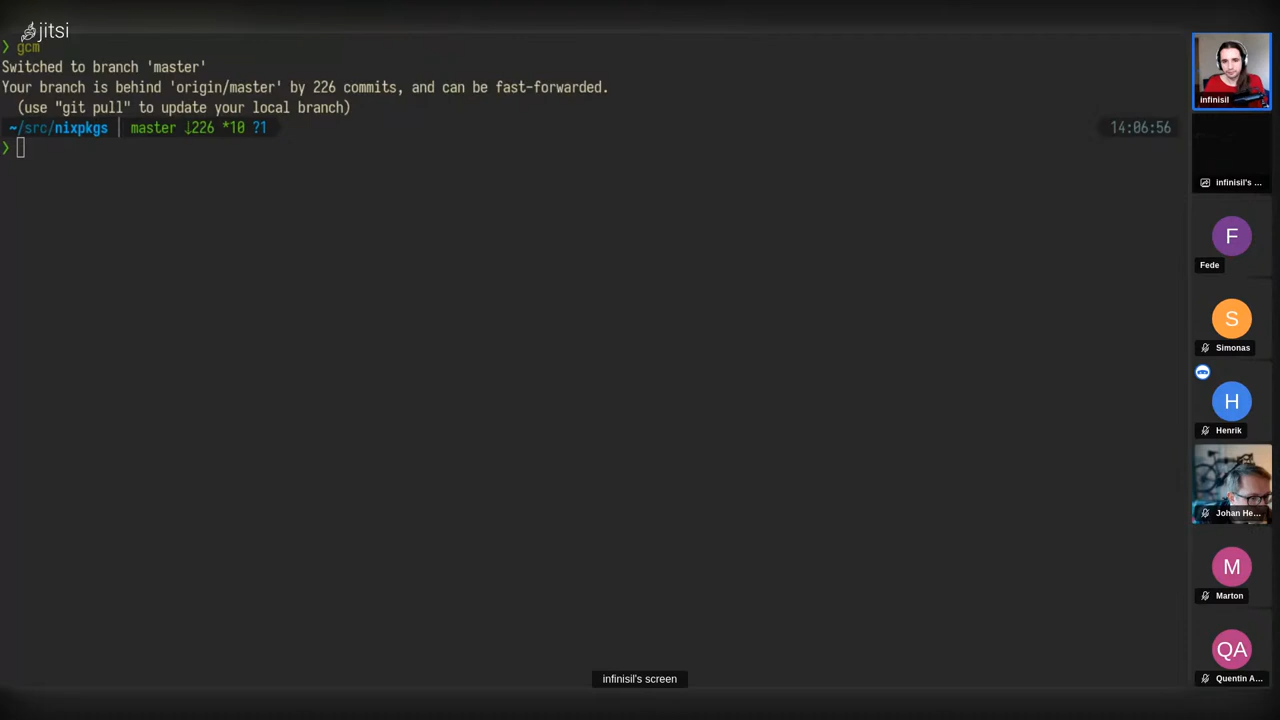 jitsi
❯ gcm
Switched to branch 'master'
Your branch is behind 'origin/master' by 226 commits, and can be fast-forwarded.
(use "git pull" to update your local branch)
~/src/nixpkgs | master ↓226 *10 ?1
14:06:56
❯
infinisil
infinisil's ...
F
Fede
S
Simonas
H
Henrik
Johan He...
M
Marton
QA
Quentin A...
infinisil's screen